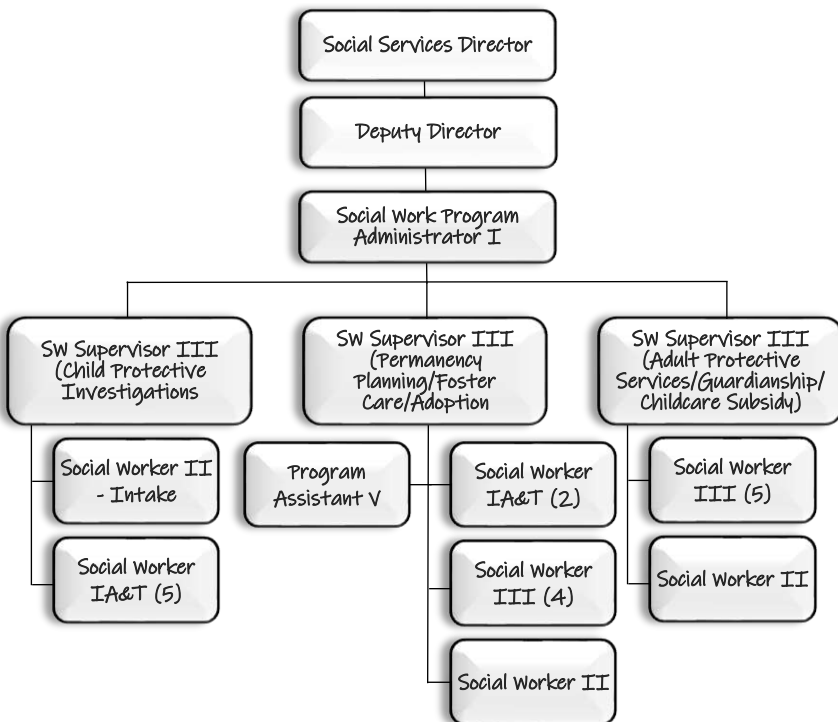 Social Services Director
Deputy Director
Social Work Program
Administrator I
SW Supervisor III
(Child Protective
Investigations
SW Supervisor III
(Permanency
Planning/Foster
Care/Adoption
SW Supervisor III
(Adult Protective
Services/Guardianship/
Childcare Subsidy)
Social Worker II
- Intake
Social Worker
IA&T (5)
Program
Assistant V
Social Worker
IA&T (2)
Social Worker
III (4)
Social Worker II
Social Worker
III (5)
Social Worker II